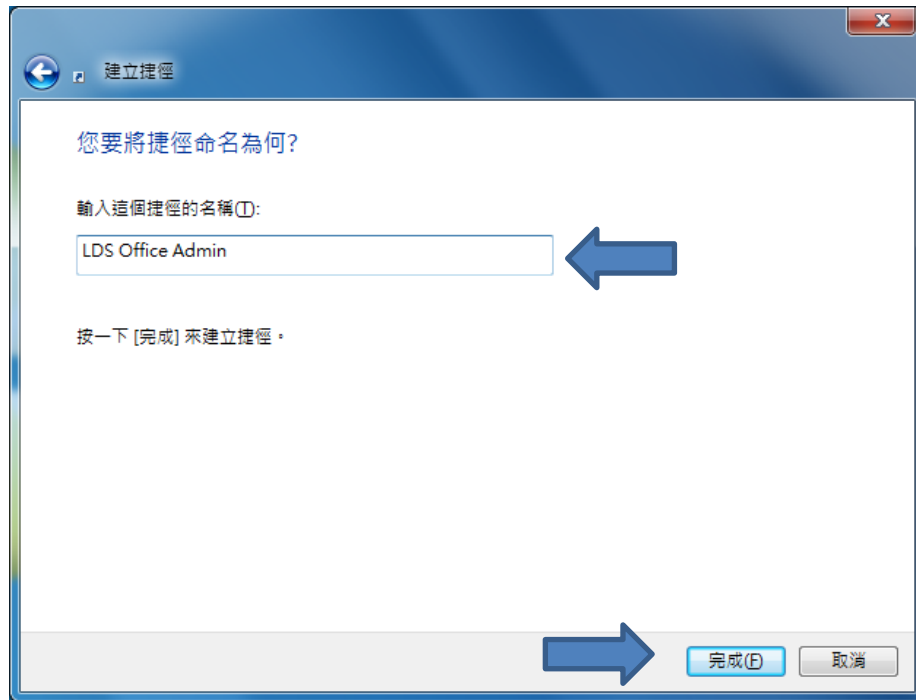 建立捷徑
您要將捷徑命名為何?
輸入這個捷徑的名稱(T):
LDS Office Admin
按一下 [完成] 來建立捷徑。
完成(F) 取消